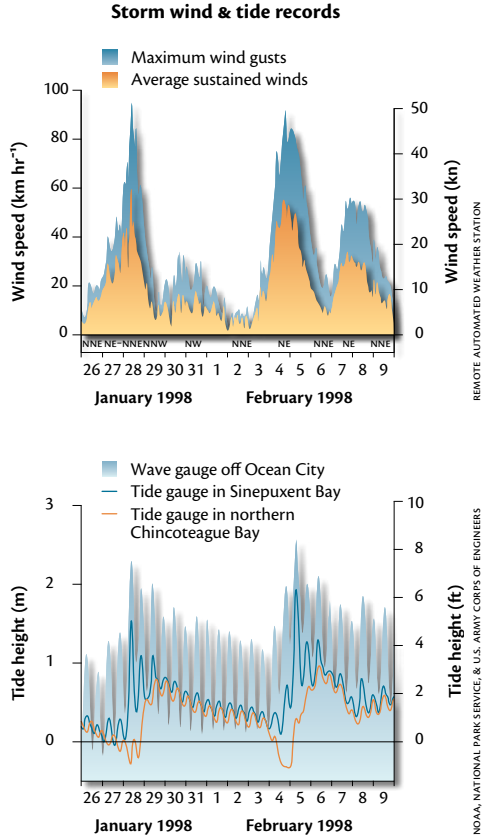 Storm wind & tide records
Maximum wind gusts
Average sustained winds
Wind speed (km hr⁻¹)
100
80
60
40
20
0
50
40
30
20
10
0
Wind speed (kn)
REMOTE AUTOMATED WEATHER STATION
NNE NE–NNE NNW NW NNE NE NNE NE NNE
26 27 28 29 30 31 1 2 3 4 5 6 7 8 9
January 1998 February 1998
Wave gauge off Ocean City
Tide gauge in Sinepuxent Bay
Tide gauge in northern
Chincoteague Bay
Tide height (m)
3
2
1
0
10
8
6
4
2
0
Tide height (ft)
NOAA, NATIONAL PARK SERVICE, & U.S. ARMY CORPS OF ENGINEERS
26 27 28 29 30 31 1 2 3 4 5 6 7 8 9
January 1998 February 1998